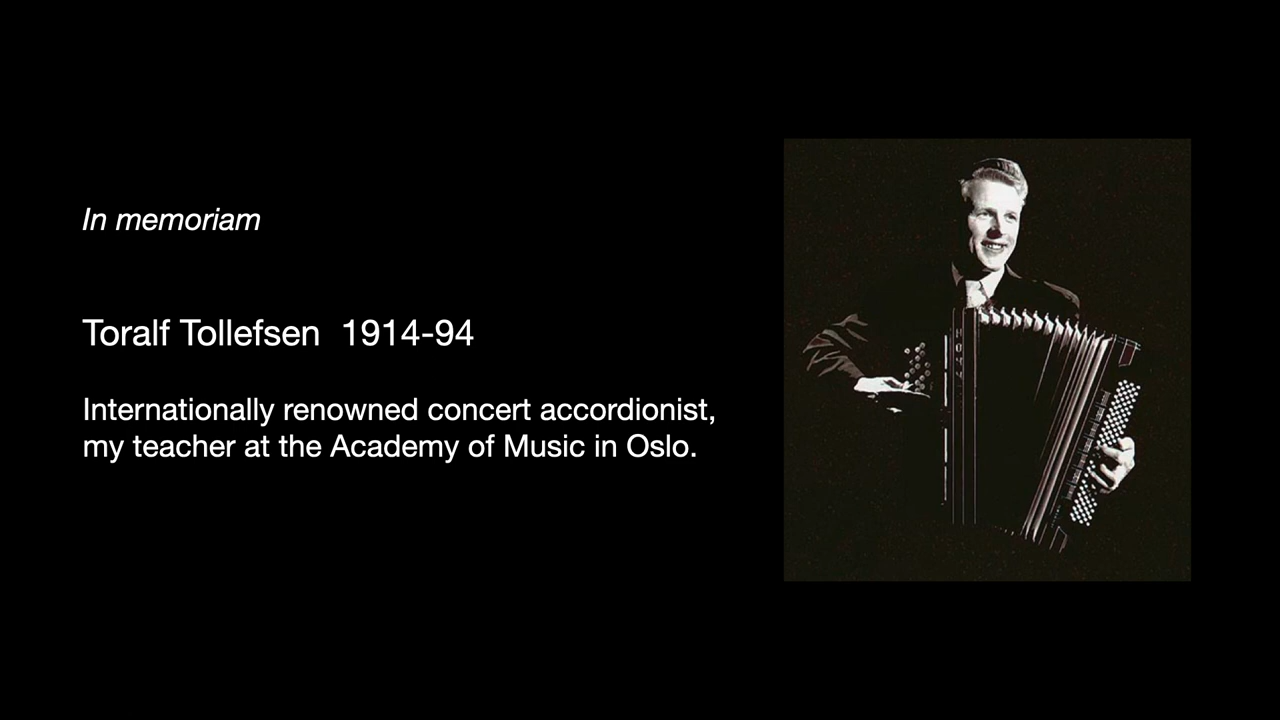 In memoriam
Toralf Tollefsen 1914-94
Internationally renowned concert accordionist,
my teacher at the Academy of Music in Oslo.